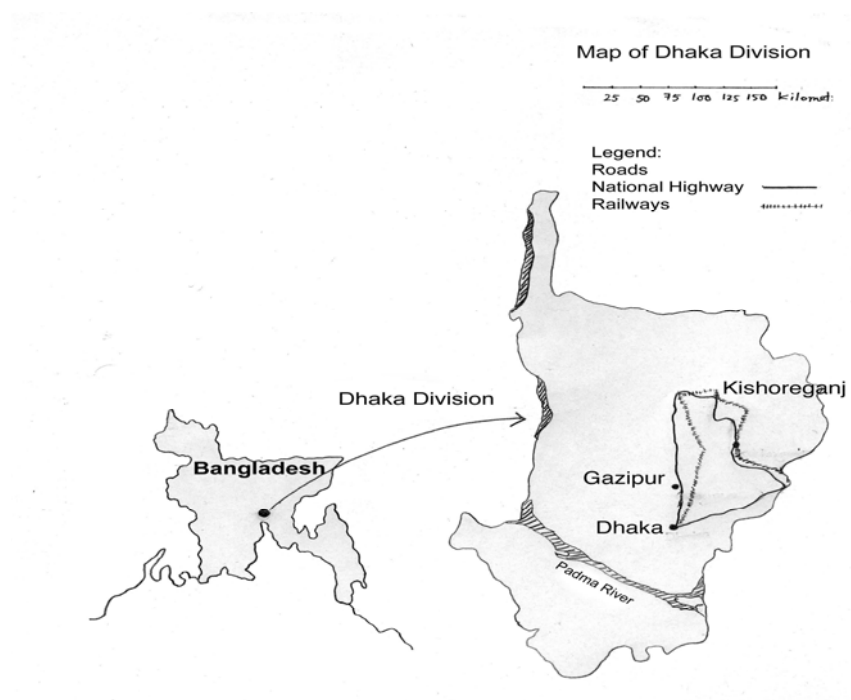 Map of Dhaka Division
25 50 75 100 125 150 kilomet:
Legend:
Roads
National Highway
Railways
Kishoreganj
Dhaka Division
Bangladesh
Gazipur
Dhaka
Padma River